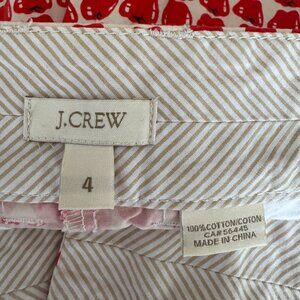 J.CREW
4
100% COTTON/COTON
CA# 56445
MADE IN CHINA